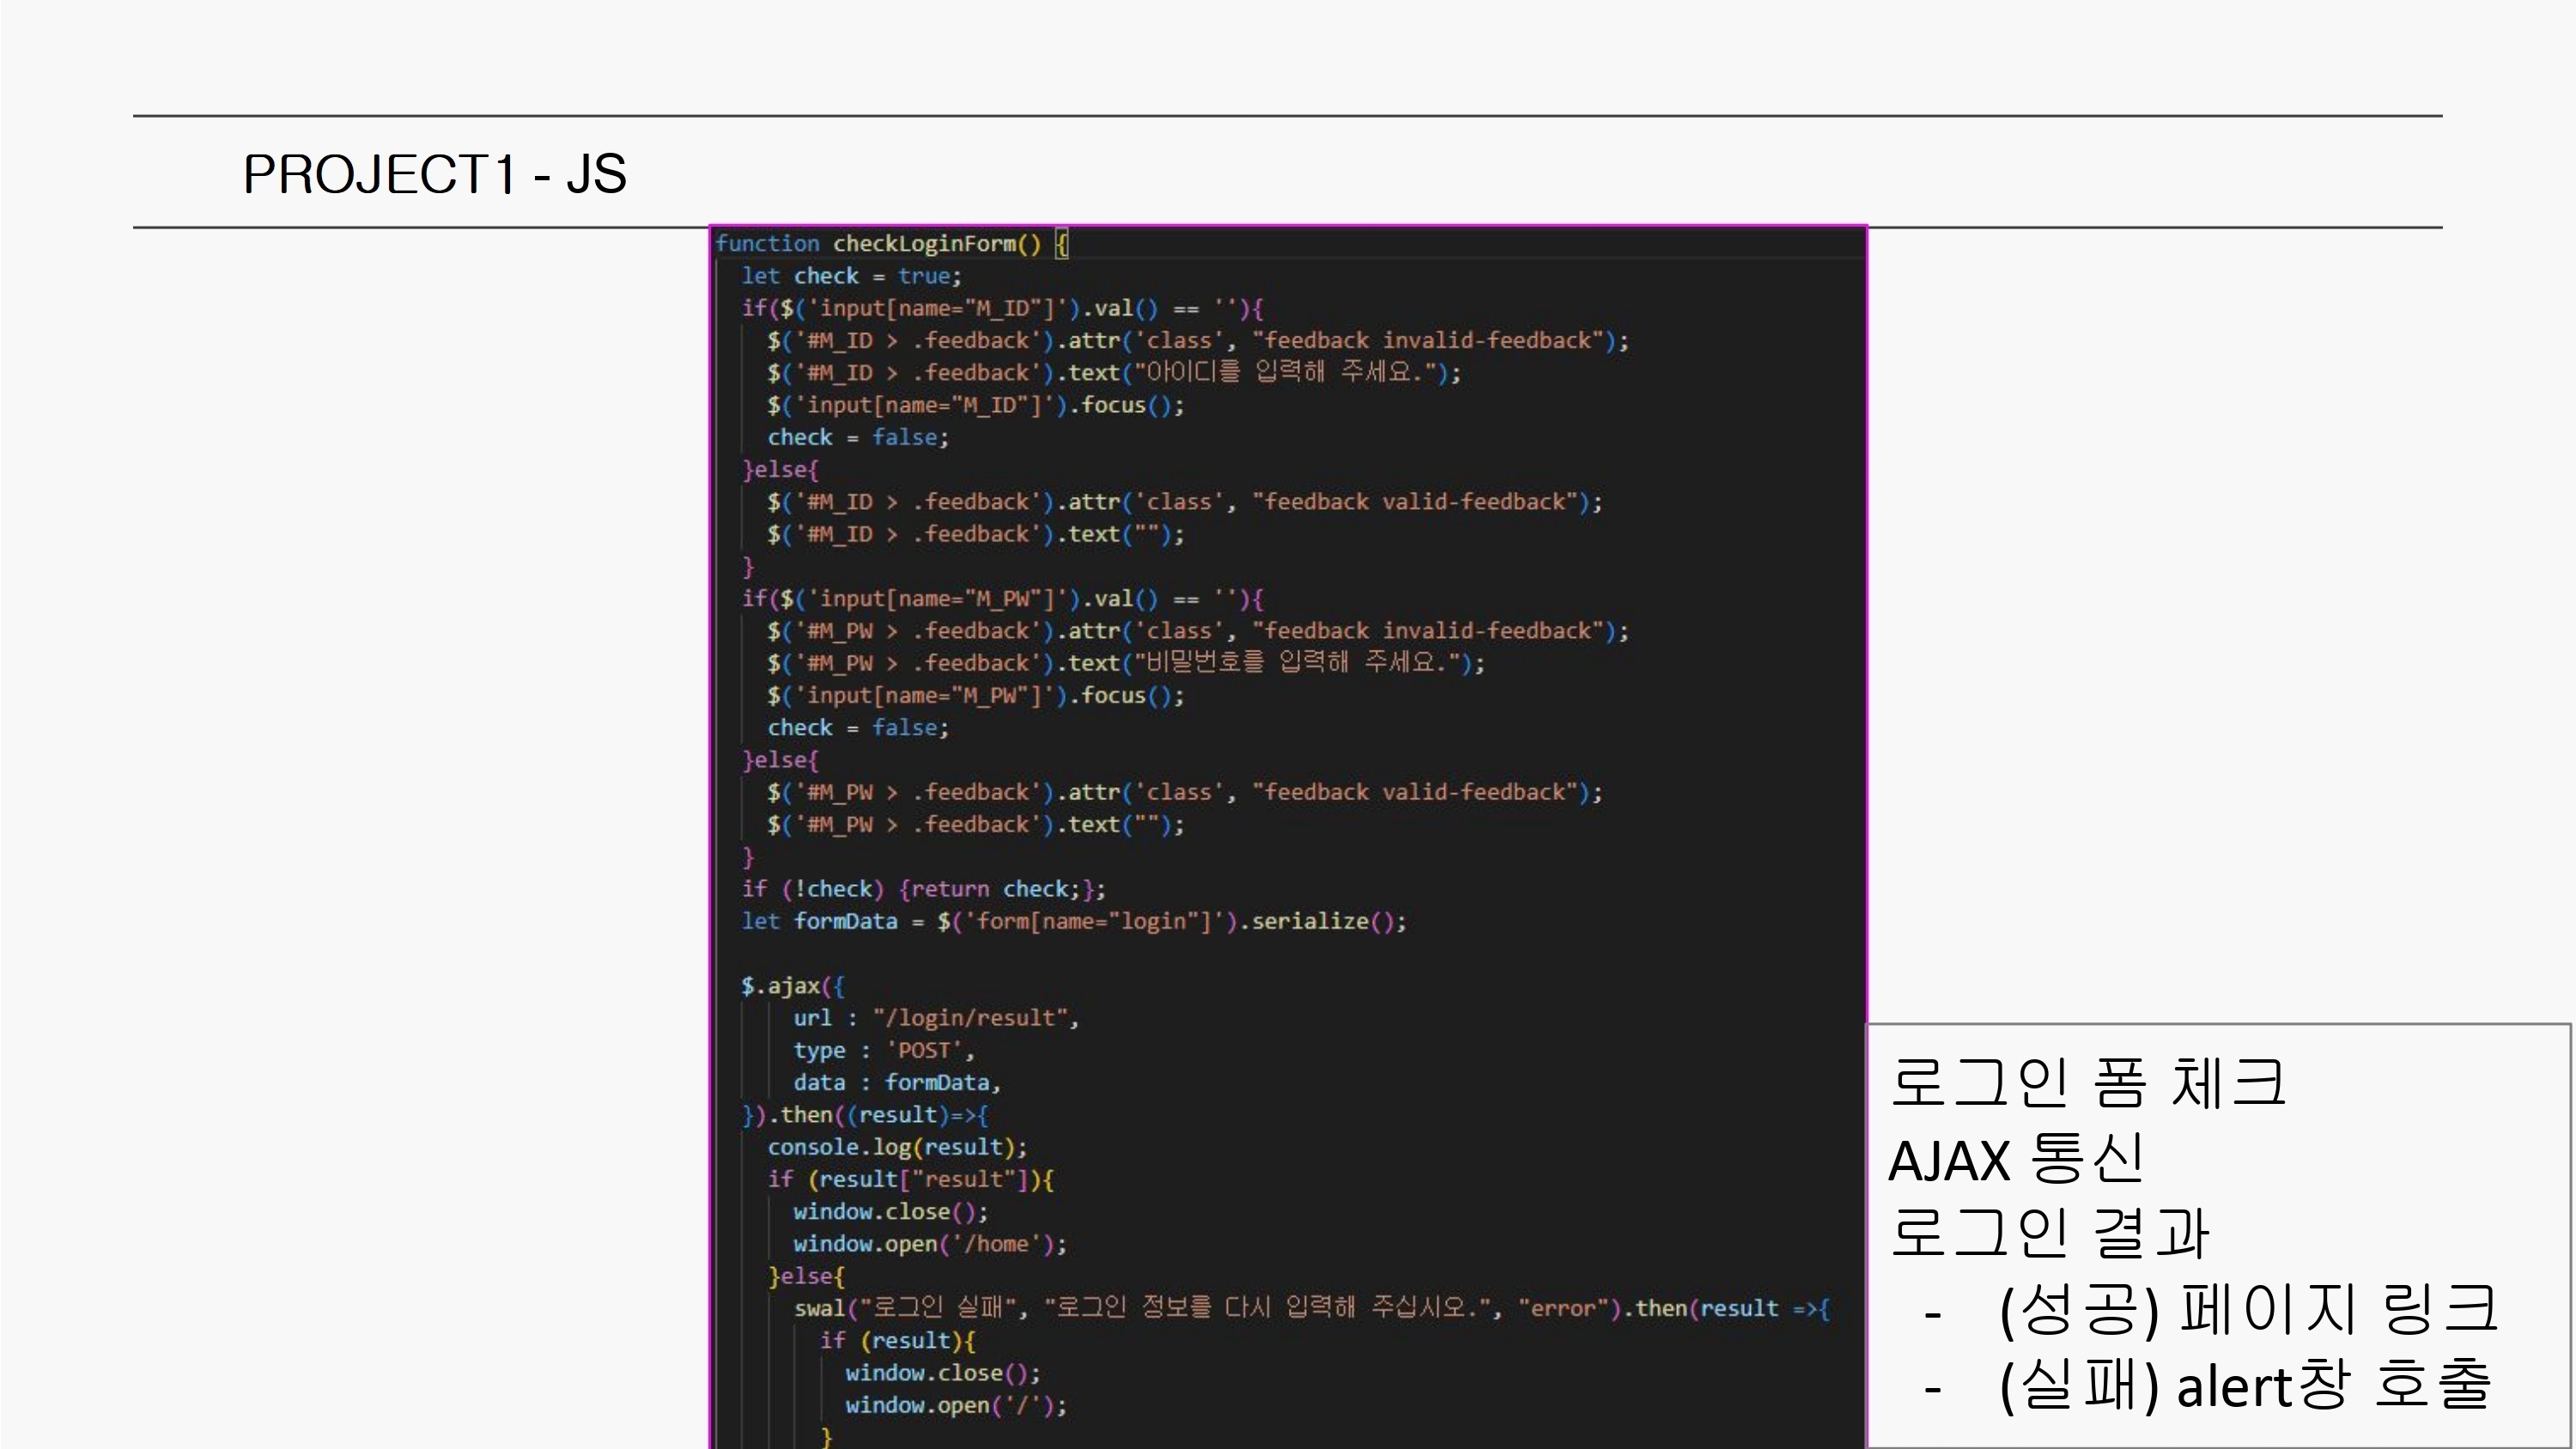 PROJECT1 - JS
function checkLoginForm() {
let check = true;
if($('input[name="M_ID"]').val() == ''){
$('#M_ID > .feedback').attr('class', "feedback invalid-feedback");
$('#M_ID > .feedback').text("아이디를 입력해 주세요.");
$('input[name="M_ID"]').focus();
check = false;
}else{
$('#M_ID > .feedback').attr('class', "feedback valid-feedback");
$('#M_ID > .feedback').text("");
}
if($('input[name="M_PW"]').val() == ''){
$('#M_PW > .feedback').attr('class', "feedback invalid-feedback");
$('#M_PW > .feedback').text("비밀번호를 입력해 주세요.");
$('input[name="M_PW"]').focus();
check = false;
}else{
$('#M_PW > .feedback').attr('class', "feedback valid-feedback");
$('#M_PW > .feedback').text("");
}
if (!check) {return check;};
let formData = $('form[name="login"]').serialize();
$.ajax({
url : "/login/result",
type : 'POST',
data : formData,
}).then((result)=>{
console.log(result);
if (result["result"]){
window.close();
window.open('/home');
}else{
swal("로그인 실패", "로그인 정보를 다시 입력해 주십시오.", "error").then(result =>{
if (result){
window.close();
window.open('/');
}
로그인 폼 체크
AJAX 통신
로그인 결과
- (성공) 페이지 링크
- (실패) alert창 호출